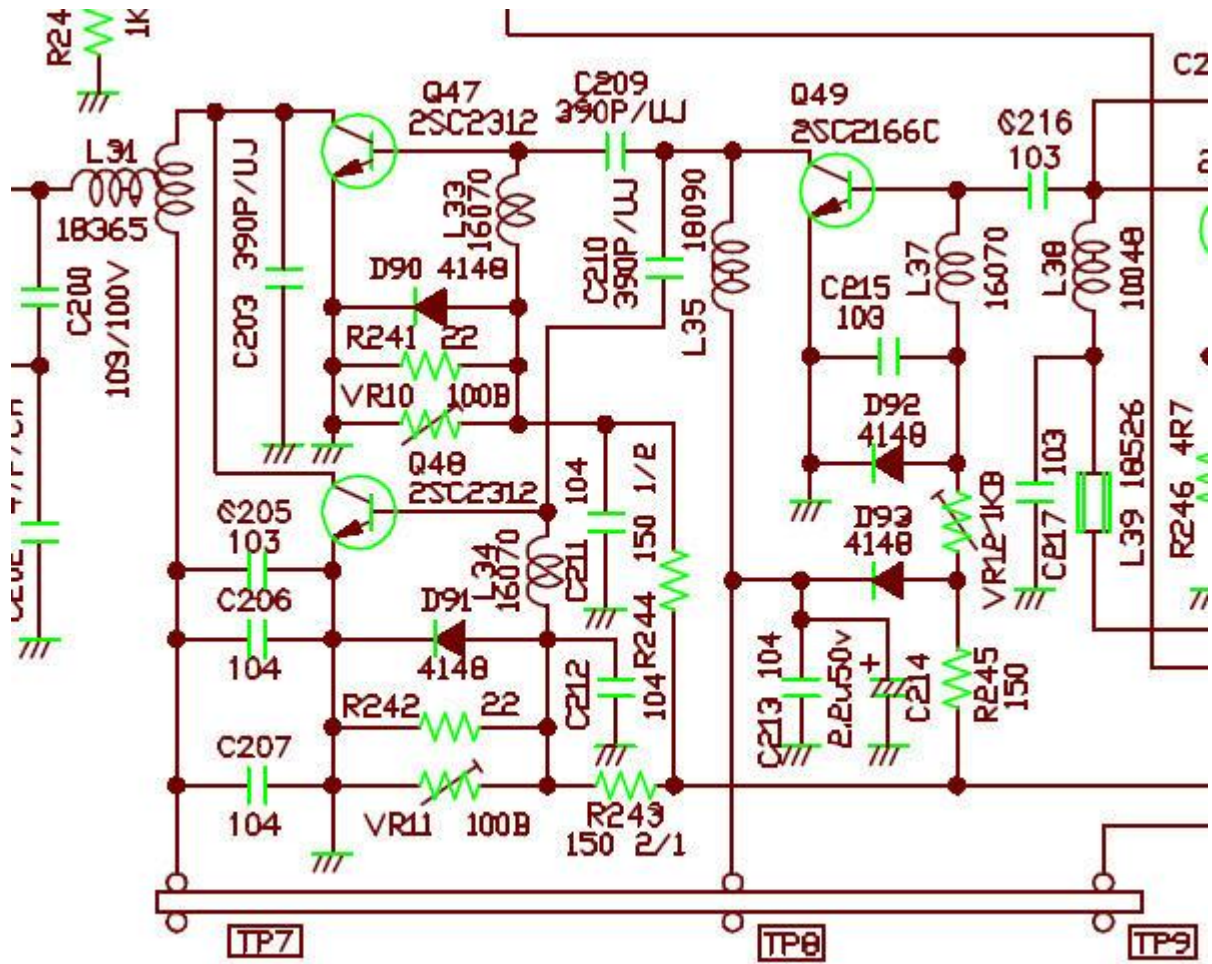 R24
1K
C2
Q47
2SC2312
C209
390P/UJ
Q49
2SC2166C
C216
103
L31
18365
C200
103/100V
C203 390P/UJ
L33
16070
C210
390P/UJ
18090
L35
L37
16070
L38
10048
D90 4148
R241 22
VR10 100B
C215
103
D92
4148
Q48
2SC2312
104
C211
150 1/2
R244
D93
4148
VR12 1KB
103
C217
L39 18526
R246 4R7
C205
103
C206
104
L34
16070
D91
4148
C212
104
R242 22
C213 104
2.2u50v
+
C214
R245
150
C207
104
VR11 100B
R243
150 2/1
TP7
TP8
TP9